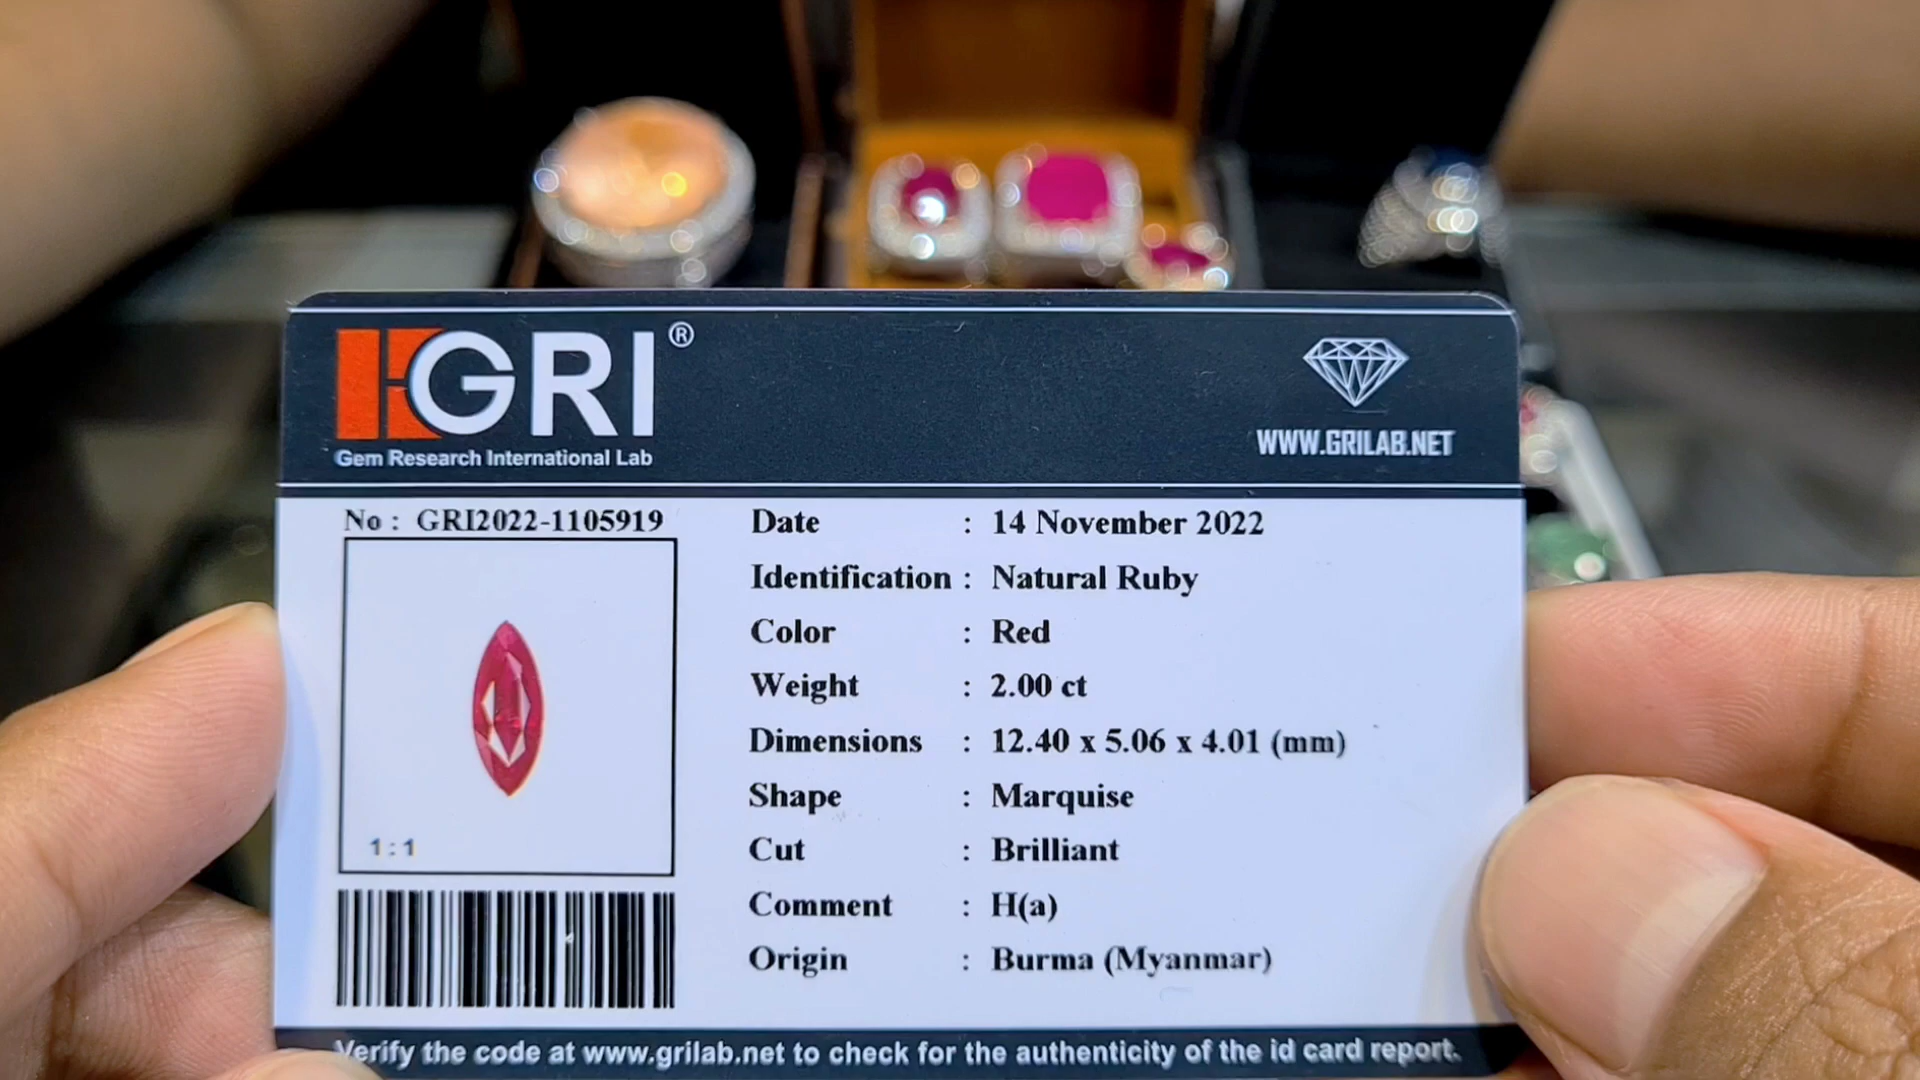 GRI®
Gem Research International Lab
WWW.GRILAB.NET
No : GRI2022-1105919
1:1
Date : 14 November 2022
Identification : Natural Ruby
Color : Red
Weight : 2.00 ct
Dimensions : 12.40 x 5.06 x 4.01 (mm)
Shape : Marquise
Cut : Brilliant
Comment : H(a)
Origin : Burma (Myanmar)
Verify the code at www.grilab.net to check for the authenticity of the id card report.